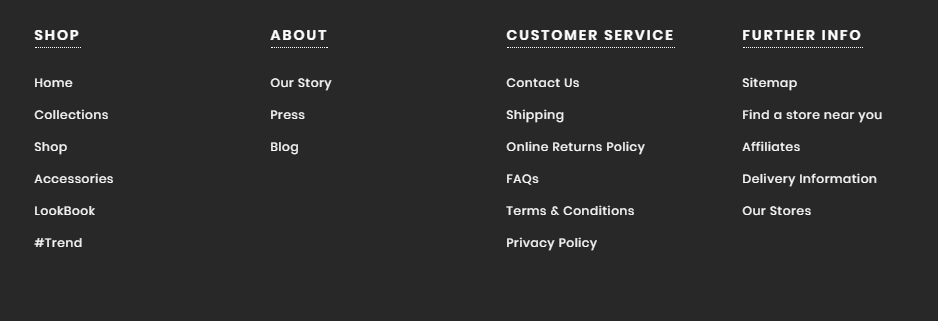 SHOP
Home
Collections
Shop
Accessories
LookBook
#Trend
ABOUT
Our Story
Press
Blog
CUSTOMER SERVICE
Contact Us
Shipping
Online Returns Policy
FAQs
Terms & Conditions
Privacy Policy
FURTHER INFO
Sitemap
Find a store near you
Affiliates
Delivery Information
Our Stores